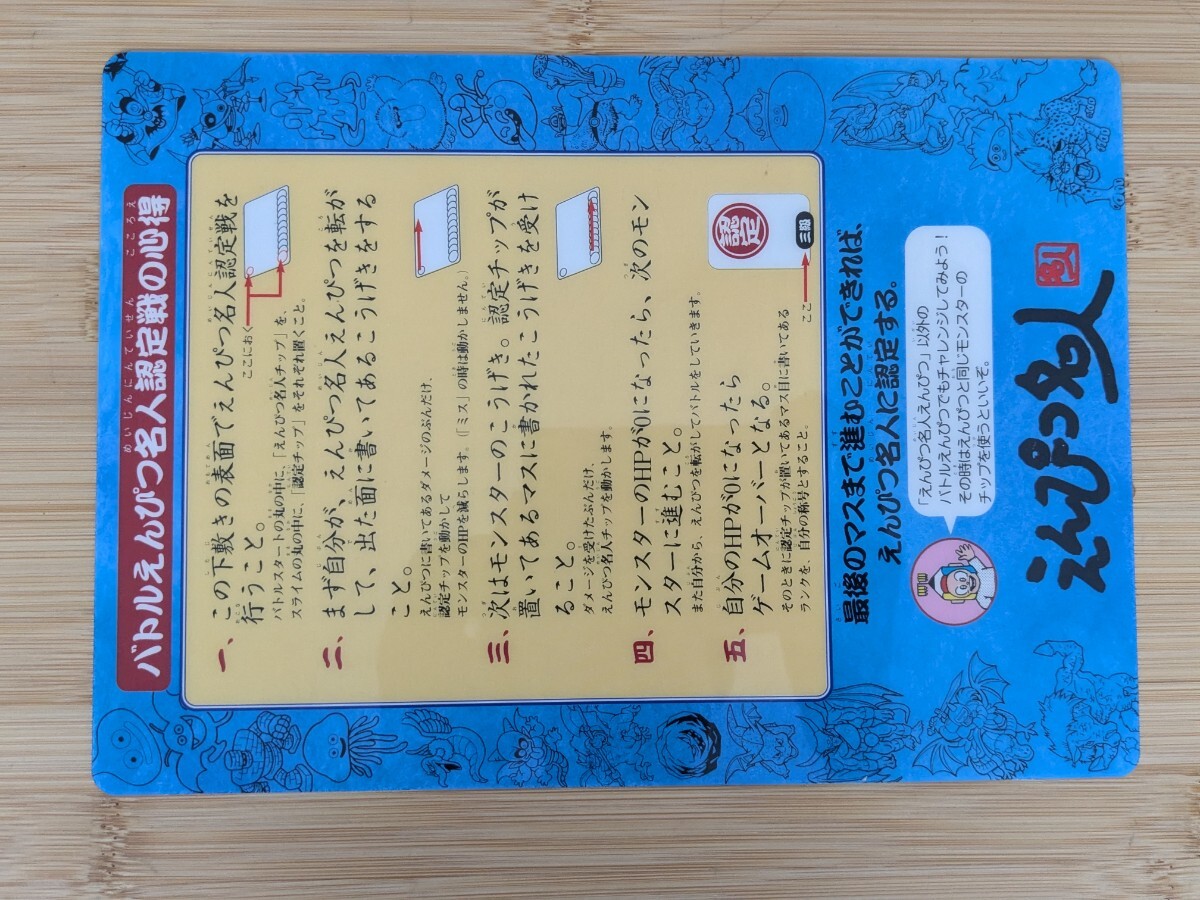 バトルえんぴつ名人認定戦の心得
一、この下敷きの表面でえんぴつ名人認定戦を
行うこと。
ここにおく
バトルスタートの丸の中に、「えんぴつ名人チップ」を、
スライムの丸の中に、「認定チップ」をそれぞれ置くこと。
二、まず自分が、えんぴつ名人えんぴつを転が
して、出た面に書いてあるこうげきをする
こと。
えんぴつに書いてあるダメージのぶんだけ、
認定チップを動かして
モンスターのHPを減らします。(「ミス」の時は動かしません。)
三、次はモンスターのこうげき。認定チップが
置いてあるマスに書かれたこうげきを受け
ること。
ダメージを受けたぶんだけ、
えんぴつ名人チップを動かします。
四、モンスターのHPが0になったら、次のモン
スターに進むこと。
また自分から、えんぴつを転がしてバトルをしていきます。
五、自分のHPが0になったら
ゲームオーバーとなる。
そのときに認定チップが置いてあるマス目に書いてある
ランクを、自分の称号とすること。
認定
三級
ここ
最後のマスまで進むことができれば、
えんぴつ名人に認定する。
「えんぴつ名人えんぴつ」以外の
バトルえんぴつでもチャレンジしてみよう!
その時はえんぴつと同じモンスターの
チップを使うといいぞ。
えんぴつ名人